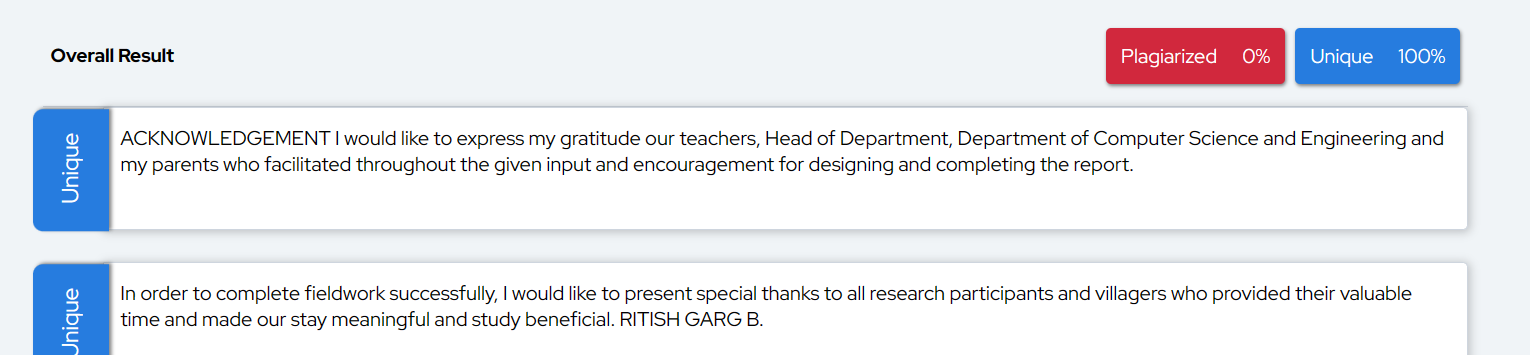 Overall Result
Plagiarized 0%
Unique 100%
Unique
ACKNOWLEDGEMENT I would like to express my gratitude our teachers, Head of Department, Department of Computer Science and Engineering and
my parents who facilitated throughout the given input and encouragement for designing and completing the report.
Unique
In order to complete fieldwork successfully, I would like to present special thanks to all research participants and villagers who provided their valuable
time and made our stay meaningful and study beneficial. RITISH GARG B.